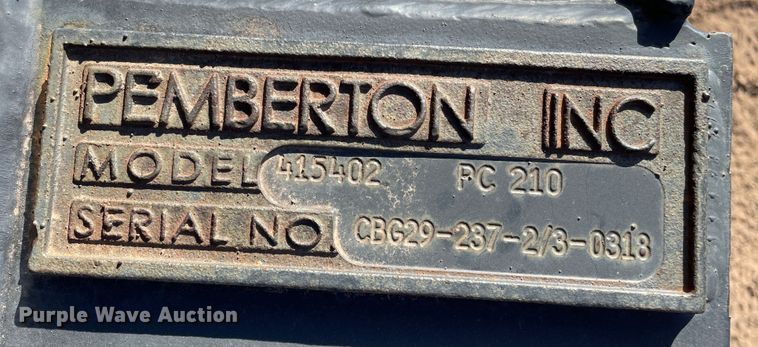 PEMBERTON INC
MODEL 415402 PC 210
SERIAL NO. CBG29-237-2/3-0318
Purple Wave Auction